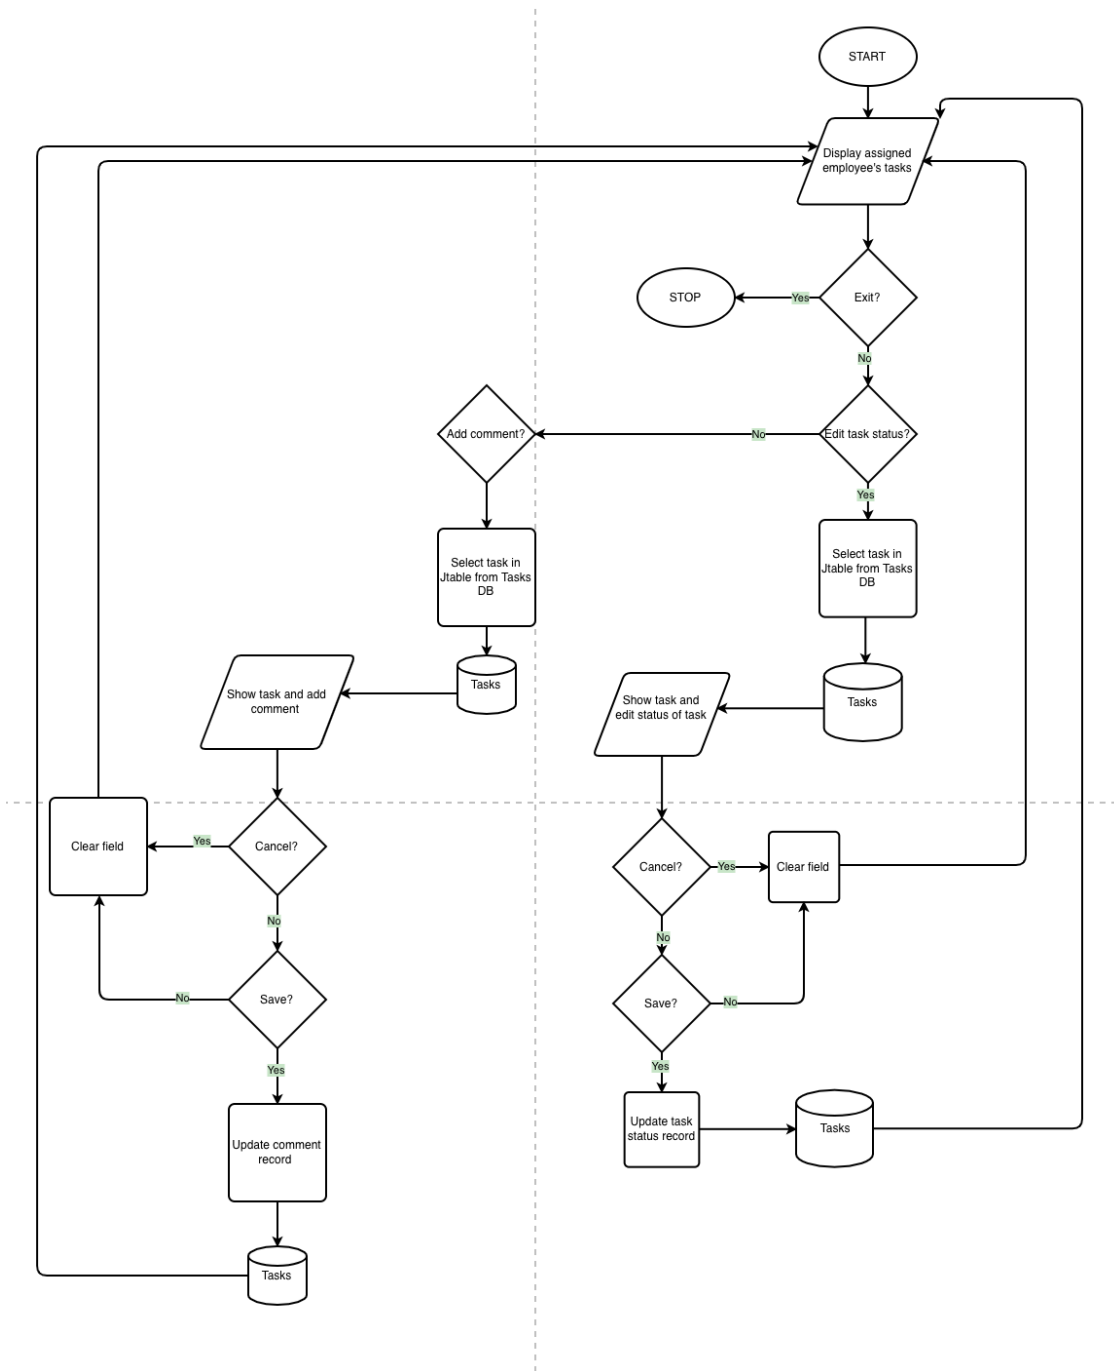 START
Display assigned
employee's tasks
Exit?
Yes
STOP
No
Edit task status?
No
Add comment?
Yes
Select task in
Jtable from Tasks
DB
Select task in
Jtable from Tasks
DB
Tasks
Show task and add
comment
Tasks
Show task and
edit status of task
Cancel?
Yes
Clear field
No
Save?
No
Yes
Update comment
record
Tasks
Cancel?
Yes
Clear field
No
Save?
No
Yes
Update task
status record
Tasks